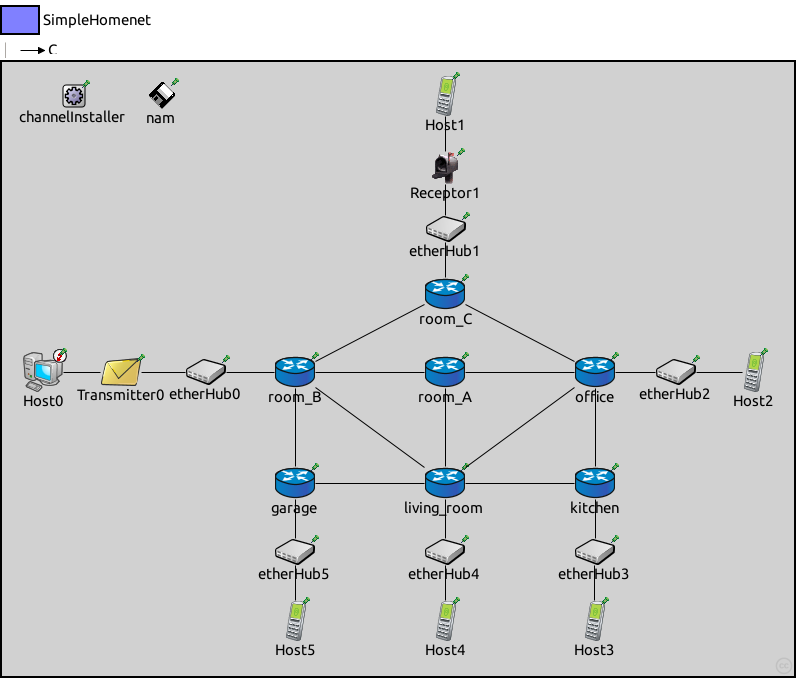 SimpleHomenet
C
channelInstaller
nam
Host1
Receptor1
etherHub1
room_C
Host0
Transmitter0
etherHub0
room_B
room_A
office
etherHub2
Host2
garage
living_room
kitchen
etherHub5
etherHub4
etherHub3
Host5
Host4
Host3